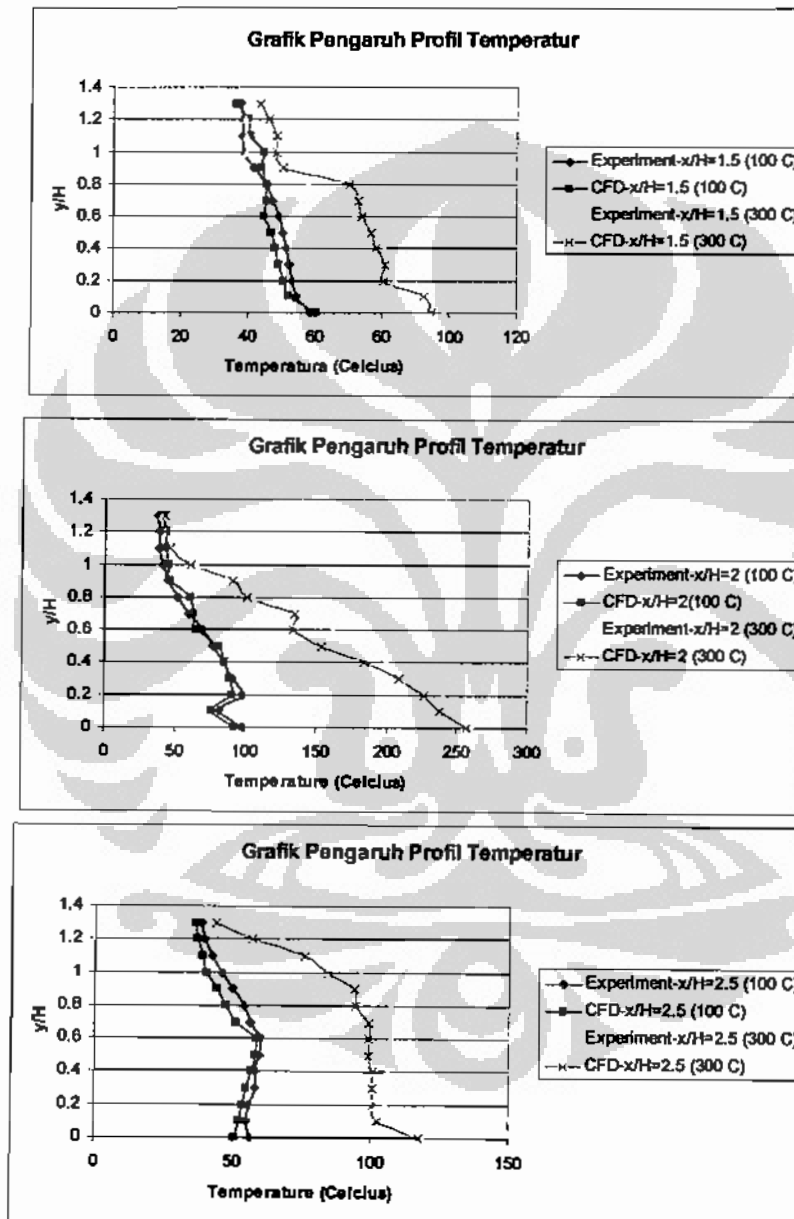 Grafik Pengaruh Profil Temperatur
1.4
1.2
1
0.8
0.6
0.4
0.2
0
y/H
0 20 40 60 80 100 120
Temperatura (Celcius)
Experiment-x/H=1.5 (100 C)
CFD-x/H=1.5 (100 C)
Experiment-x/H=1.5 (300 C)
CFD-x/H=1.5 (300 C)
Grafik Pengaruh Profil Temperatur
1.4
1.2
1
0.8
0.6
0.4
0.2
0
y/H
0 50 100 150 200 250 300
Temperature (Celcius)
Experiment-x/H=2 (100 C)
CFD-x/H=2(100 C)
Experiment-x/H=2 (300 C)
CFD-x/H=2 (300 C)
Grafik Pengaruh Profil Temperatur
1.4
1.2
1
0.8
0.6
0.4
0.2
0
y/H
0 50 100 150
Temperature (Celcius)
Experiment-x/H=2.5 (100 C)
CFD-x/H=2.5 (100 C)
Experiment-x/H=2.5 (300 C)
CFD-x/H=2.5 (300 C)